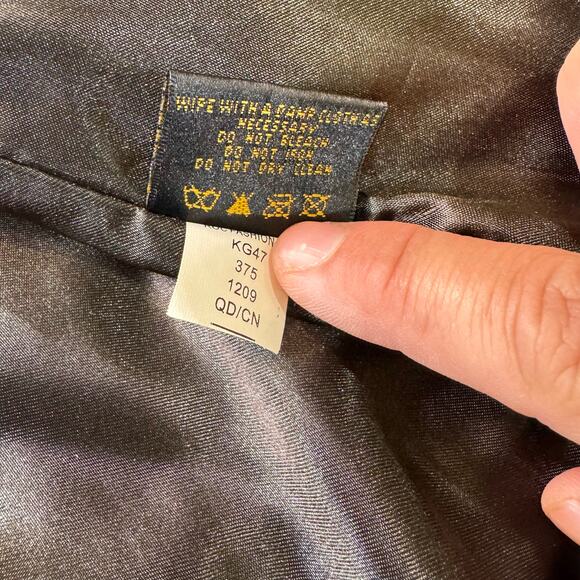 WIPE WITH A DAMP CLOTH AS
NECESSARY
DO NOT BLEACH
DO NOT IRON
DO NOT DRY CLEAN
FASHION
KG47
375
1209
QD/CN